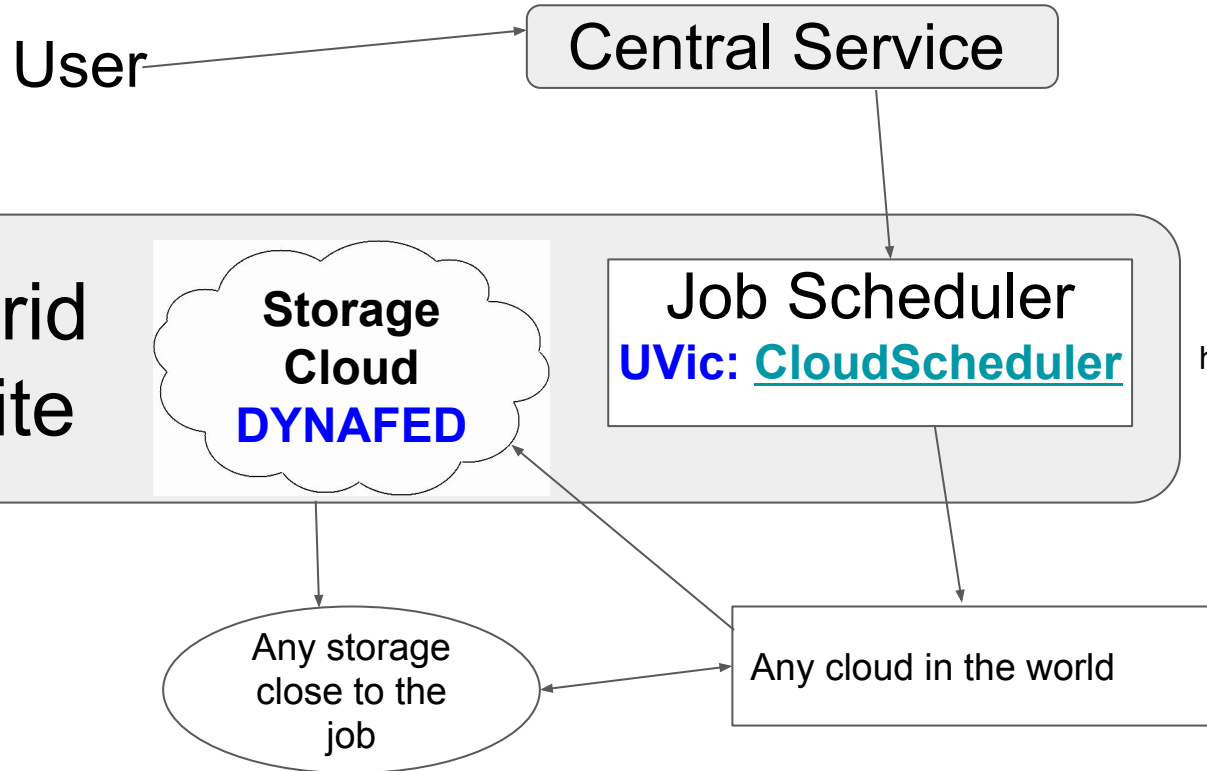 User
Central Service
rid
ite
Storage
Cloud
DYNAFED
Job Scheduler
UVic: CloudScheduler
h
Any storage
close to the
job
Any cloud in the world